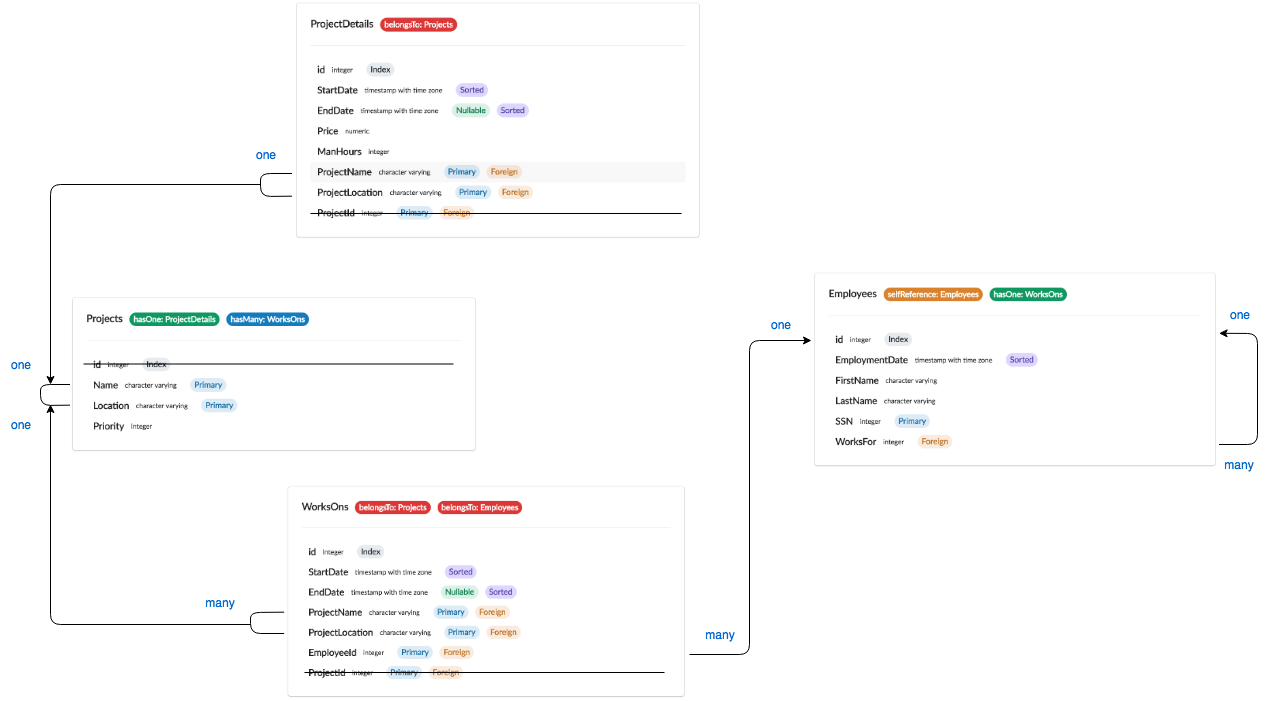 ProjectDetails belongsTo: Projects
id integer Index
StartDate timestamp with time zone Sorted
EndDate timestamp with time zone Nullable Sorted
Price numeric
ManHours integer
ProjectName character varying Primary Foreign
ProjectLocation character varying Primary Foreign
ProjectId integer Primary Foreign
one
Projects hasOne: ProjectDetails hasMany: WorksOns
id integer Index
Name character varying Primary
Location character varying Primary
Priority integer
one
one
Employees selfReference: Employees hasOne: WorksOns
id integer Index
EmploymentDate timestamp with time zone Sorted
FirstName character varying
LastName character varying
SSN integer Primary
WorksFor integer Foreign
one
one
many
WorksOns belongsTo: Projects belongsTo: Employees
id integer Index
StartDate timestamp with time zone Sorted
EndDate timestamp with time zone Nullable Sorted
ProjectName character varying Primary Foreign
ProjectLocation character varying Primary Foreign
EmployeeId integer Primary Foreign
ProjectId integer Primary Foreign
many
many